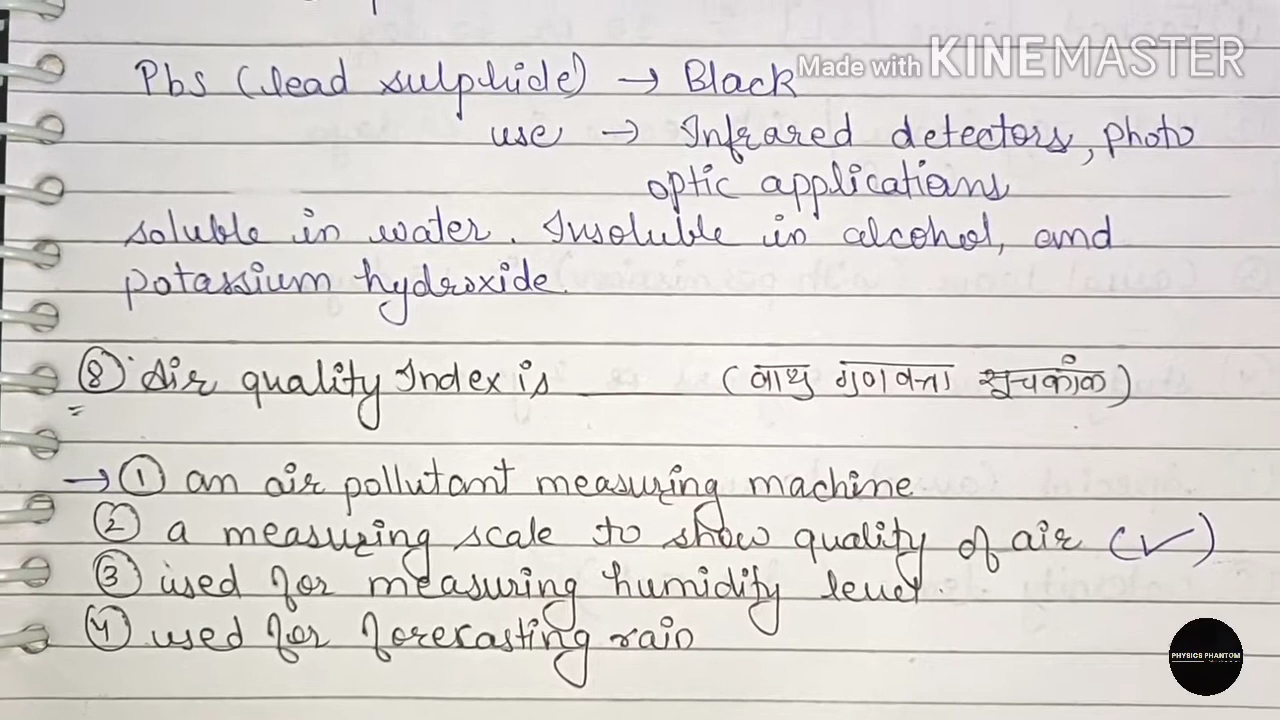 Pbs (lead sulphide) → Black
Made with KINEMASTER
use → Infrared detectors, photo
optic applications
soluble in water. Insoluble in alcohol, and
potassium hydroxide.
⑧ Air quality Index is ______ (वायु गुणवत्ता सूचकांक)
→ ① an air pollutant measuring machine.
② a measuring scale to show quality of air (✓)
③ used for measuring humidity level.
④ used for forecasting rain
PHYSICS PHANTOM